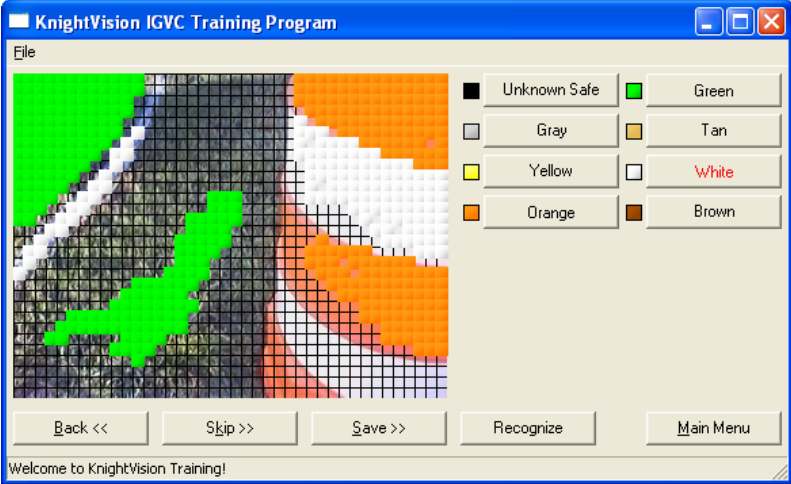 KnightVision IGVC Training Program
File
Unknown Safe Green
Gray Tan
Yellow White
Orange Brown
Back << Skip >> Save >> Recognize Main Menu
Welcome to KnightVision Training!